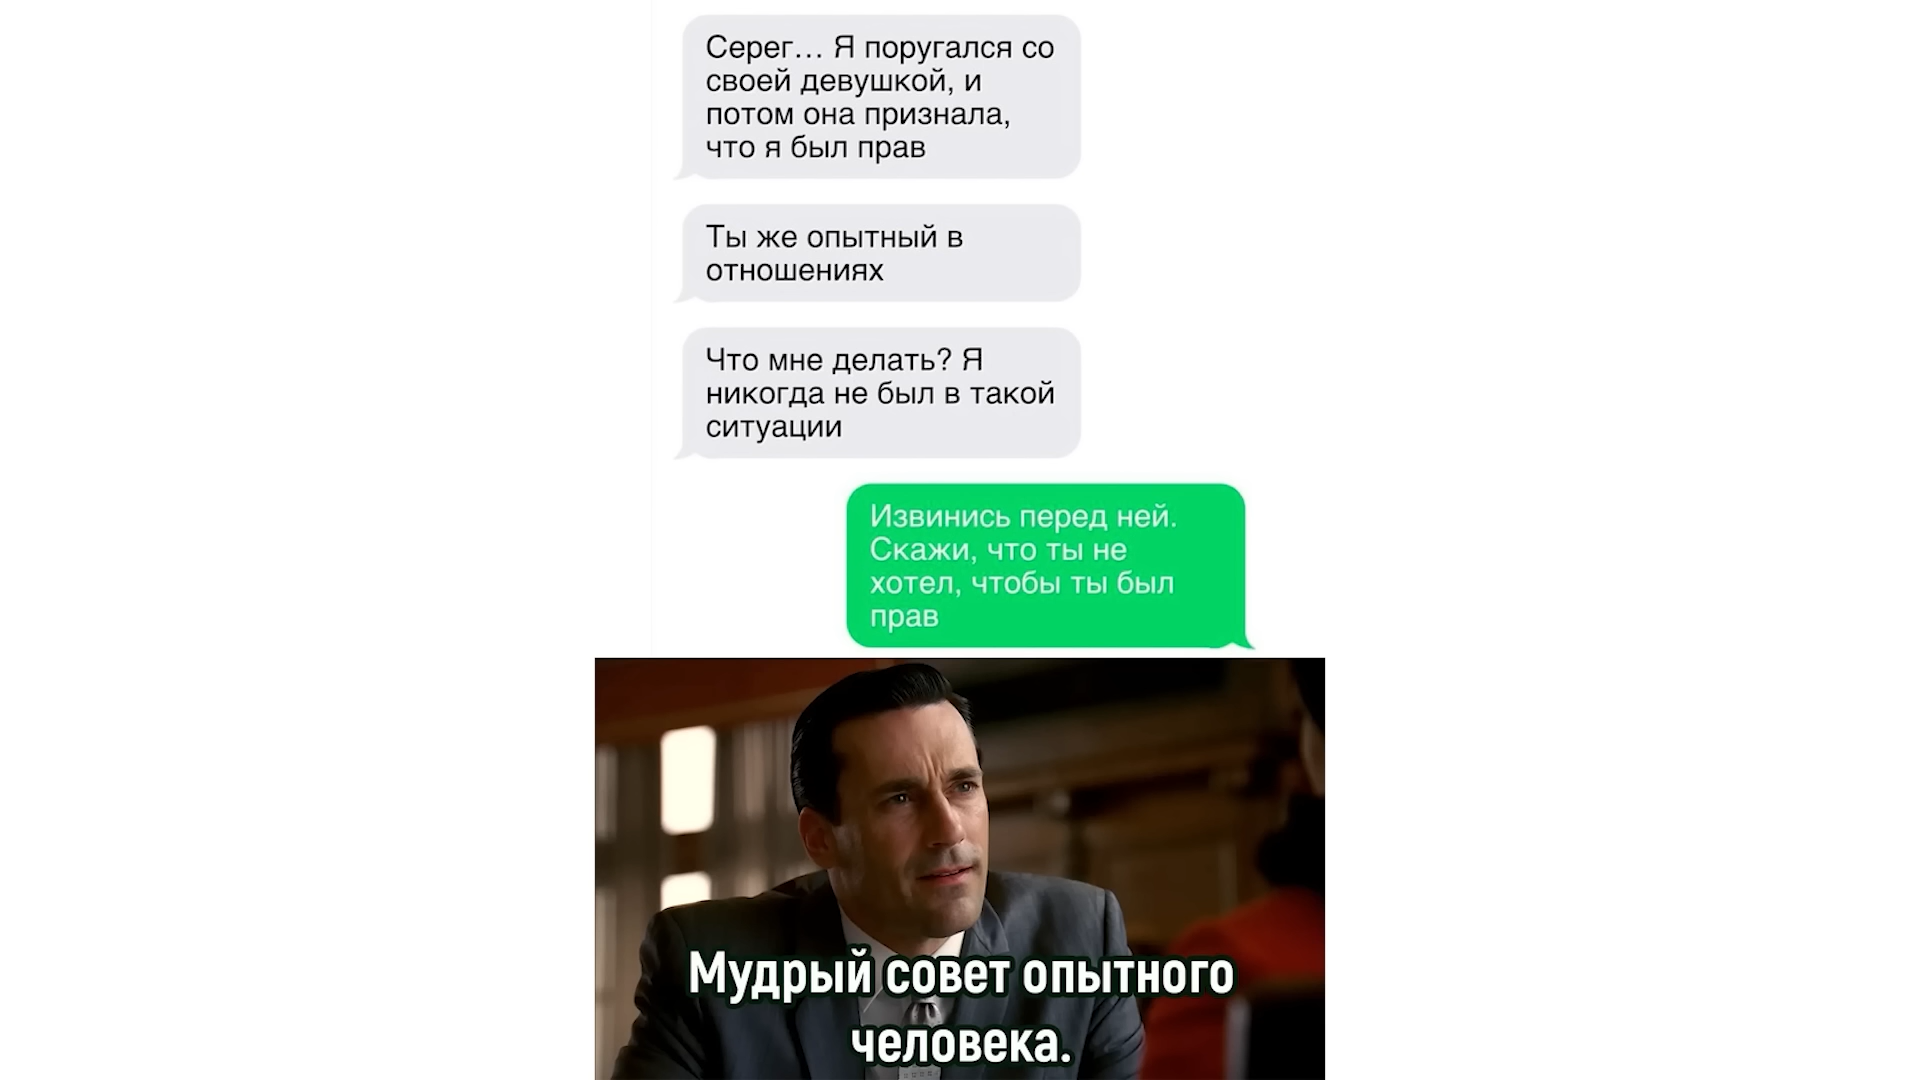 Серег… Я поругался со
своей девушкой, и
потом она признала,
что я был прав
Ты же опытный в
отношениях
Что мне делать? Я
никогда не был в такой
ситуации
Извинись перед ней.
Скажи, что ты не
хотел, чтобы ты был
прав
Мудрый совет опытного
человека.